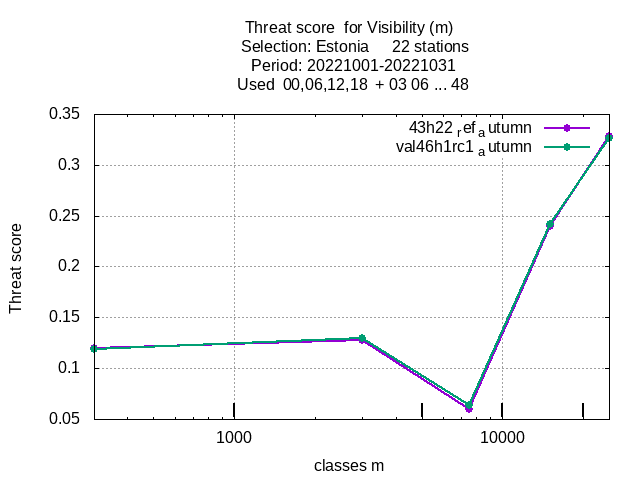 Threat score for Visibility (m)
Selection: Estonia 22 stations
Period: 20221001-20221031
Used 00,06,12,18 + 03 06 ... 48
0.35
43h22 ref a utumn
val46h1rc1 a utumn
0.3
0.25
0.2
0.15
0.1
0.05
Threat score
1000 10000
classes m